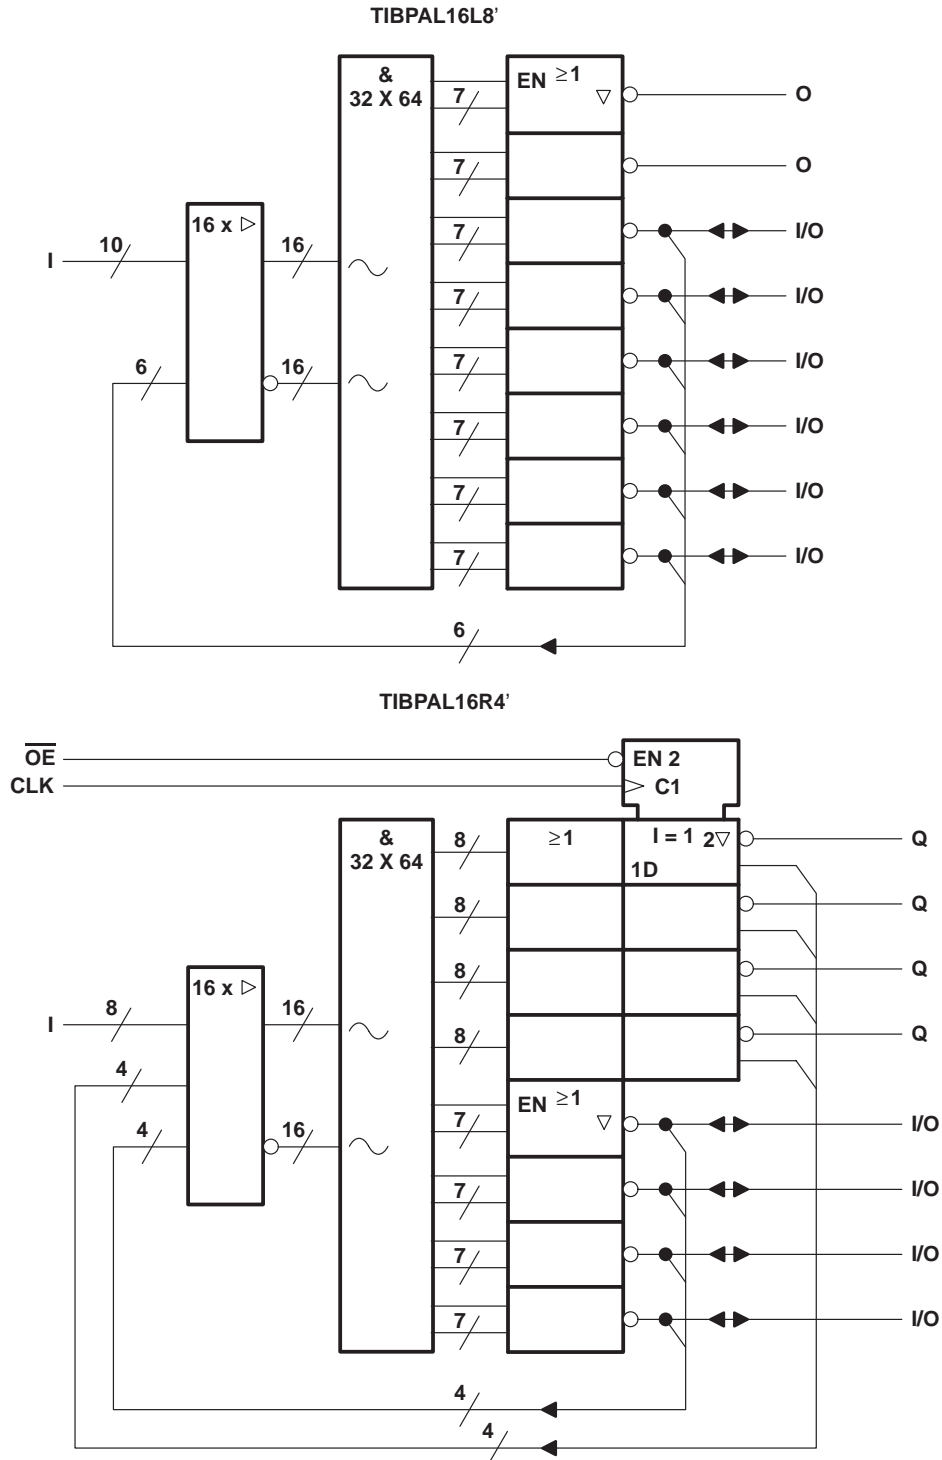 TIBPAL16L8'
&
32 X 64
EN ≥1
7
O
7
O
16 x
7
I/O
I
10
16
7
I/O
6
16
7
I/O
7
I/O
7
I/O
7
I/O
6
TIBPAL16R4'
OE
EN 2
CLK
C1
&
32 X 64
8
≥1
I = 1 2
1D
Q
8
Q
16 x
8
Q
I
8
16
8
Q
4
EN ≥1
4
16
7
I/O
7
I/O
7
I/O
7
I/O
4
4